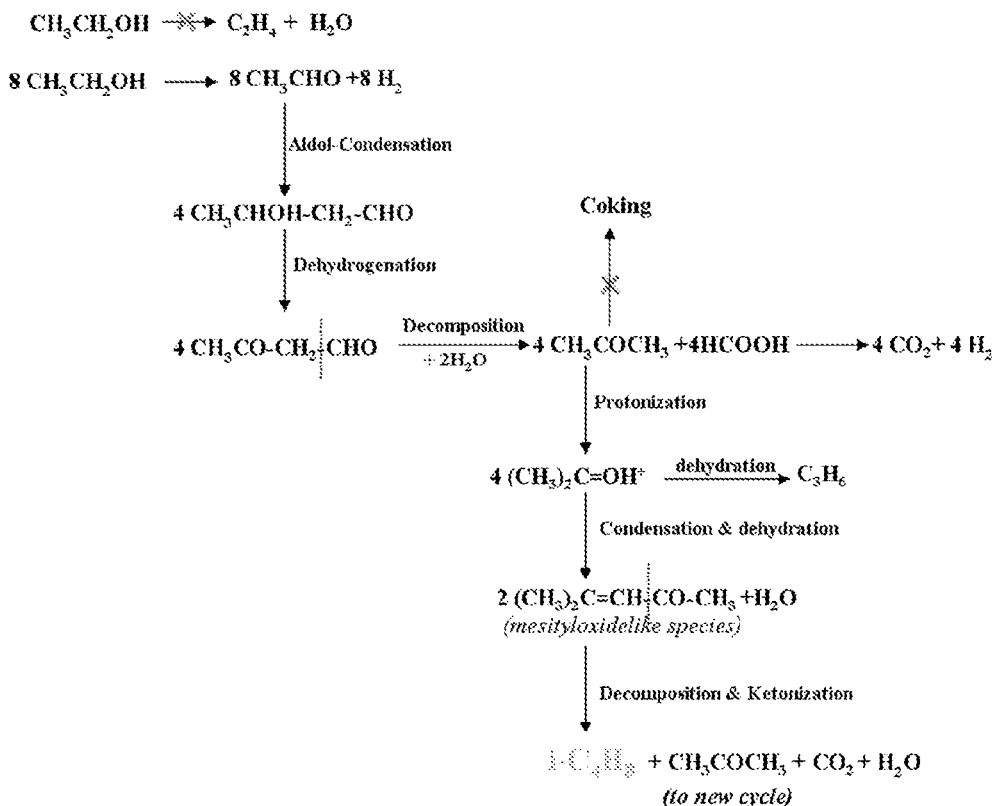 CH₃CH₂OH → C₂H₄ + H₂O
8 CH₃CH₂OH → 8 CH₃CHO +8 H₂
Aldol-Condensation
4 CH₃CHOH-CH₂-CHO
Coking
Dehydrogenation
4 CH₃CO-CH₂-CHO
Decomposition
+ 2H₂O
4 CH₃COCH₃ +4HCOOH → 4 CO₂+ 4 H₂
Protonization
4 (CH₃)₂C=OH⁺
dehydration
C₃H₆
Condensation & dehydration
2 (CH₃)₂C=CH-CO-CH₃ +H₂O
(mesityloxidelike species)
Decomposition & Ketonization
i-C₄H₈ + CH₃COCH₃ + CO₂ + H₂O
(to new cycle)